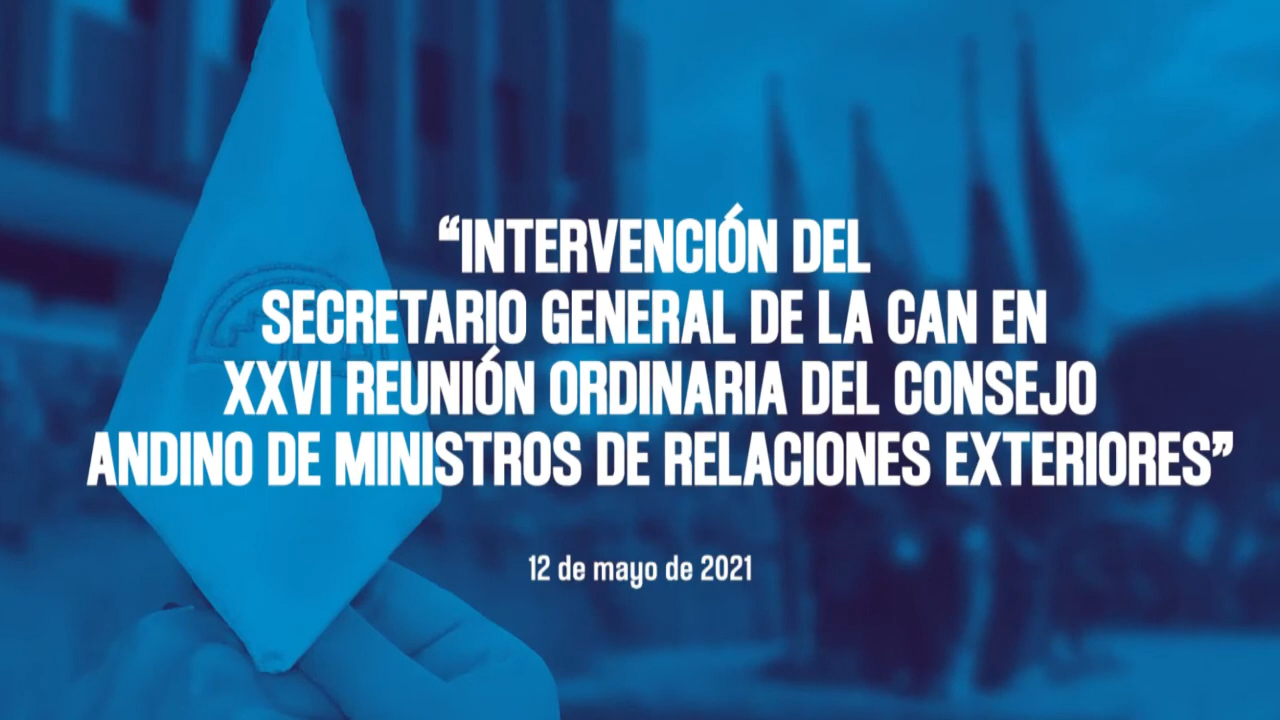 “INTERVENCIÓN DEL
SECRETARIO GENERAL DE LA CAN EN
XXVI REUNIÓN ORDINARIA DEL CONSEJO
ANDINO DE MINISTROS DE RELACIONES EXTERIORES”
12 de mayo de 2021